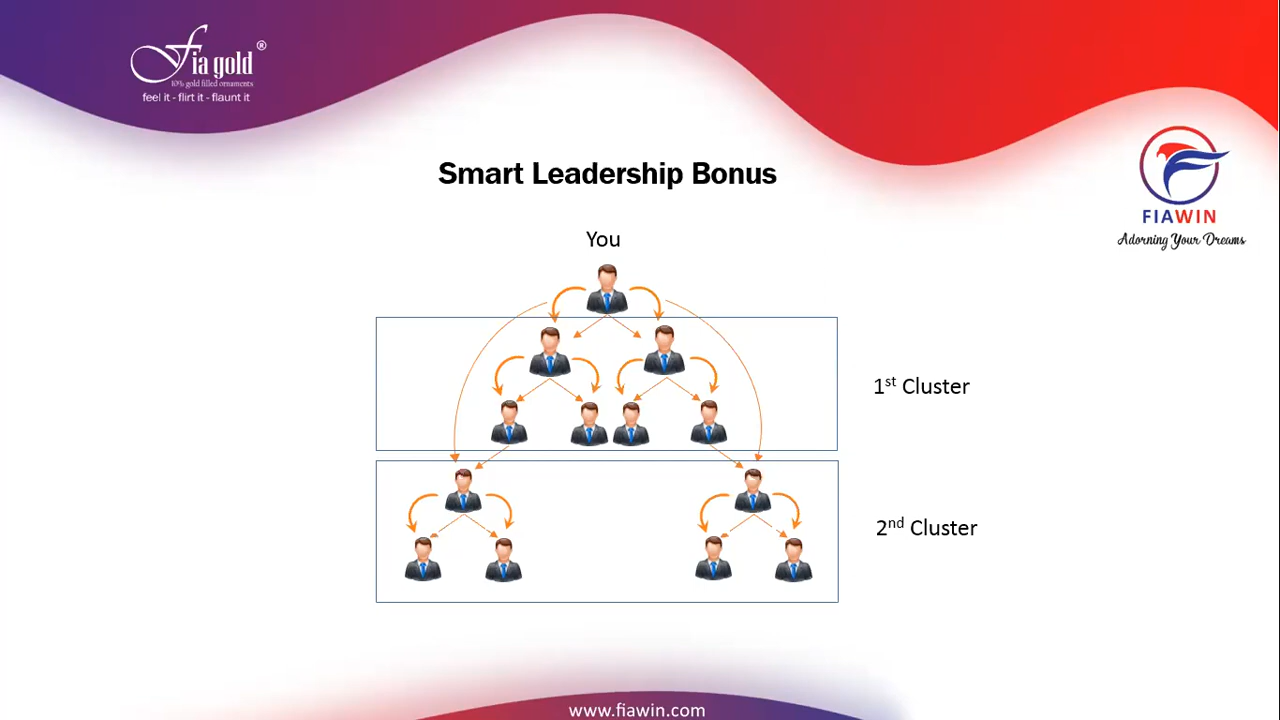 Fia gold®
10% gold filled ornaments
feel it - flirt it - flaunt it
Smart Leadership Bonus
FIAWIN
Adorning Your Dreams
You
1st Cluster
2nd Cluster
www.fiawin.com